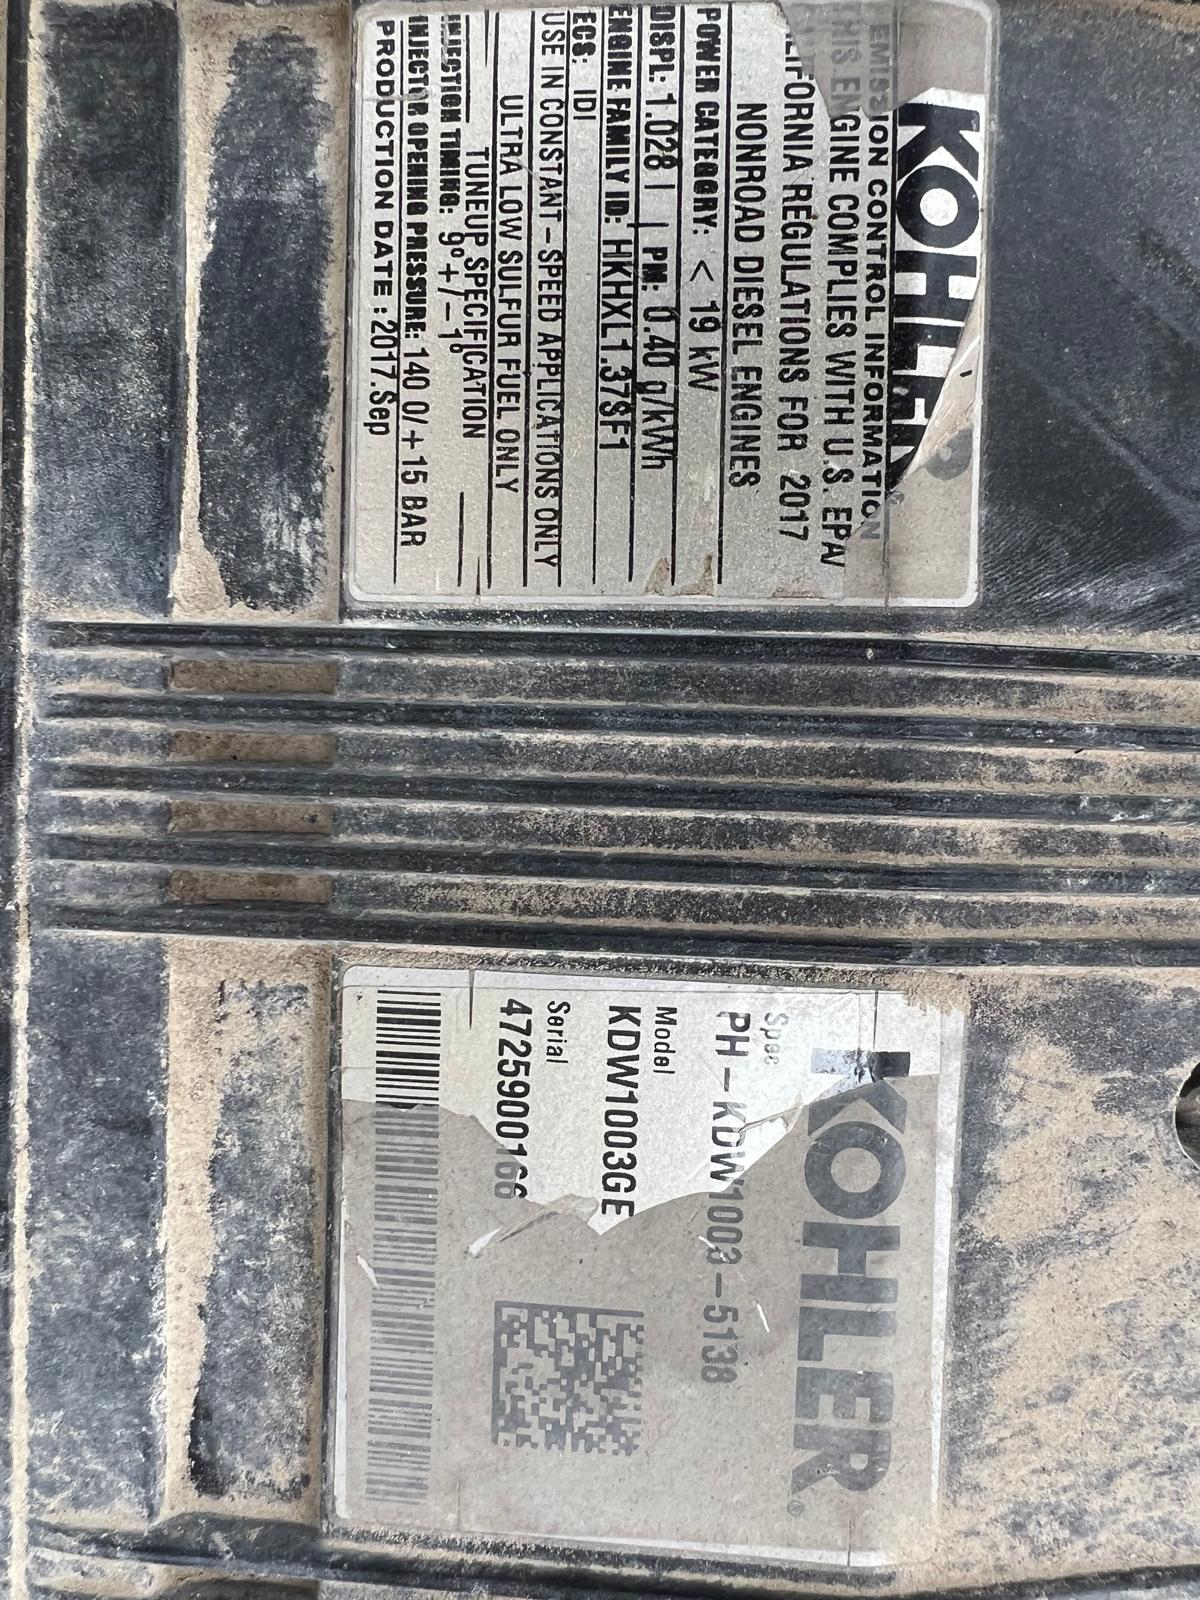 KOHLER
EMISSION CONTROL INFORMATION
THIS ENGINE COMPLIES WITH U.S. EPA/
LIFORNIA REGULATIONS FOR 2017
NONROAD DIESEL ENGINES
POWER CATEGRY: < 19 kW
DISPL: 1.028 l | PM: 0.40 g/kWh
ENGINE FAMILY ID: HKHXL1.37SF1
ECS: IDI
USE IN CONSTANT-SPEED APPLICATIONS ONLY
ULTRA LOW SULFUR FUEL ONLY
TUNEUP SPECIFICATION
INJECTION TIMING: 9°+/-1°
INJECTOR OPENING PRESSURE: 140 0/+15 BAR
PRODUCTION DATE : 2017.Sep
KOHLER®
Spec
PH-KDW1003-5138
Model
KDW1003GE
Serial
4725900166